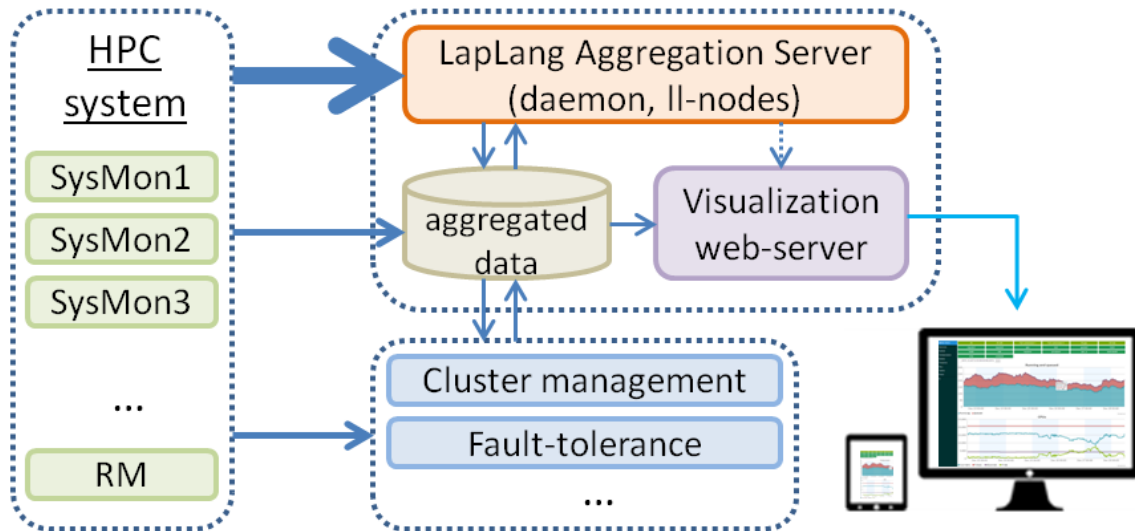 HPC
system
SysMon1
SysMon2
SysMon3
...
RM
LapLang Aggregation Server
(daemon, ll-nodes)
aggregated
data
Visualization
web-server
Cluster management
Fault-tolerance
...